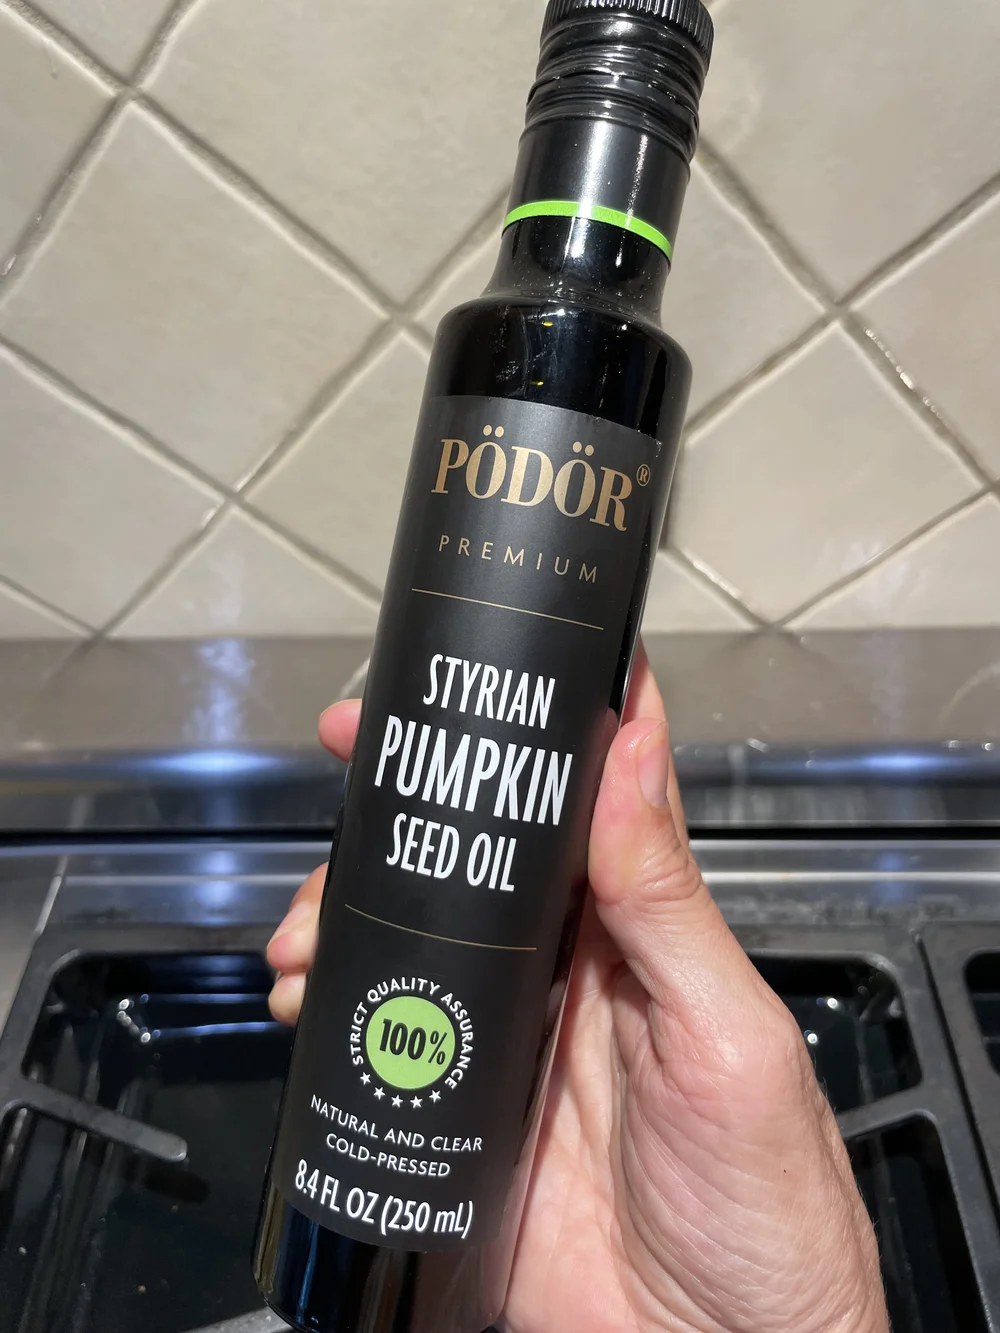 PÖDÖR®
PREMIUM
STYRIAN
PUMPKIN
SEED OIL
STRICT QUALITY ASSURANCE
100%
NATURAL AND CLEAR
COLD-PRESSED
8.4 FL OZ (250 mL)